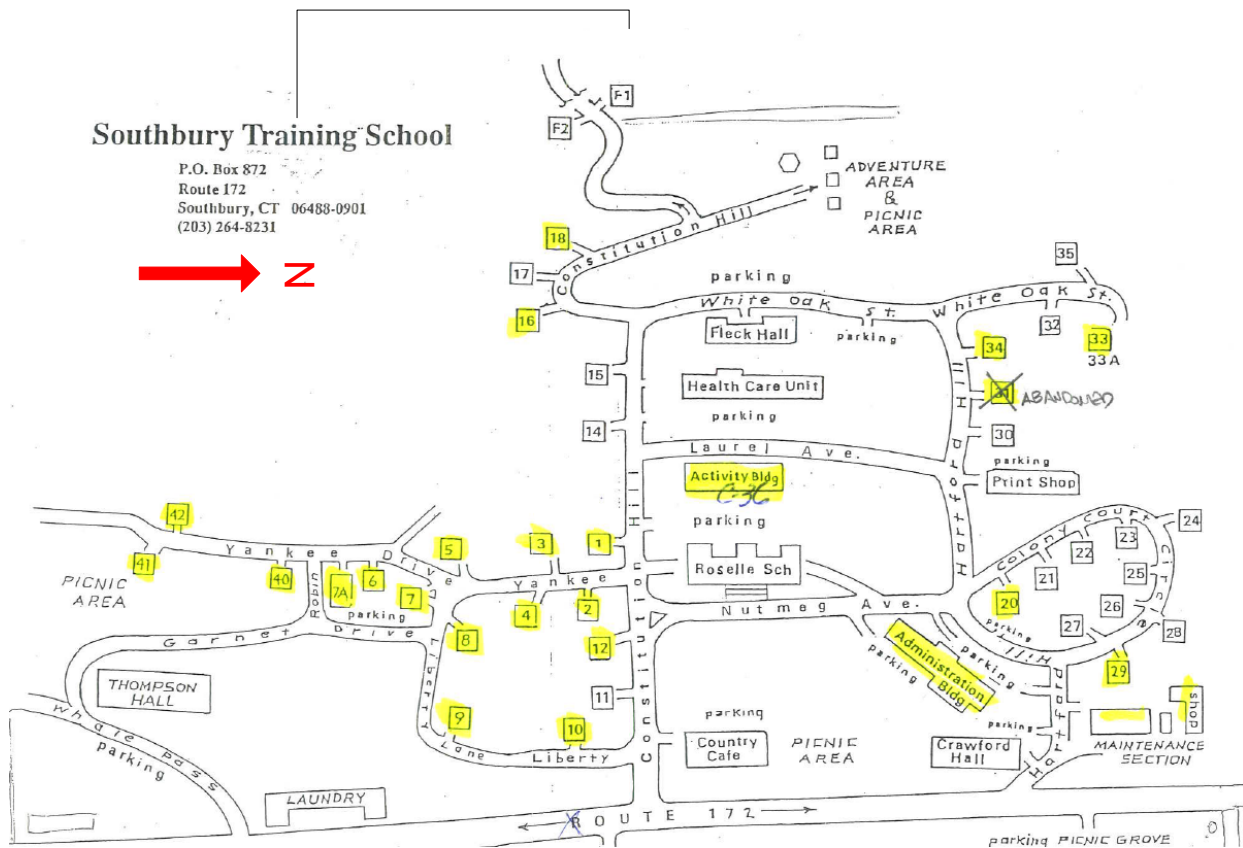 Southbury Training School
P.O. Box 872
Route 172
Southbury, CT 06488-0901
(203) 264-8231
N
F1
F2
ADVENTURE
AREA
&
PICNIC
AREA
Constitution Hill
18
17
16
35
parking
White Oak St.
White Oak St.
32
33
33A
Fleck Hall
parking
34
15
Health Care Unit
ABANDONED
parking
14
30
Laurel Ave.
Hartford Hill
parking
Print Shop
Activity Bldg
C-36
parking
Colony Court Circle
24
23
22
21
25
26
20
27
28
29
parking
42
41
Yankee Drive
5
3
1
Yankee
Roselle Sch
PICNIC
AREA
40
Robin
7A
6
7
parking
4
2
Nutmeg Ave.
Garnet Drive
8
12
Constitution Hill
Administration
Bldg
parking
parking
Hartford Hill
THOMPSON
HALL
Liberty Lane
11
shop
9
10
Liberty
parking
parking
Whale Pass
parking
Country
Cafe
PICNIC
AREA
Crawford
Hall
Hartford
MAINTENANCE
SECTION
LAUNDRY
ROUTE 172
parking PICNIC GROVE